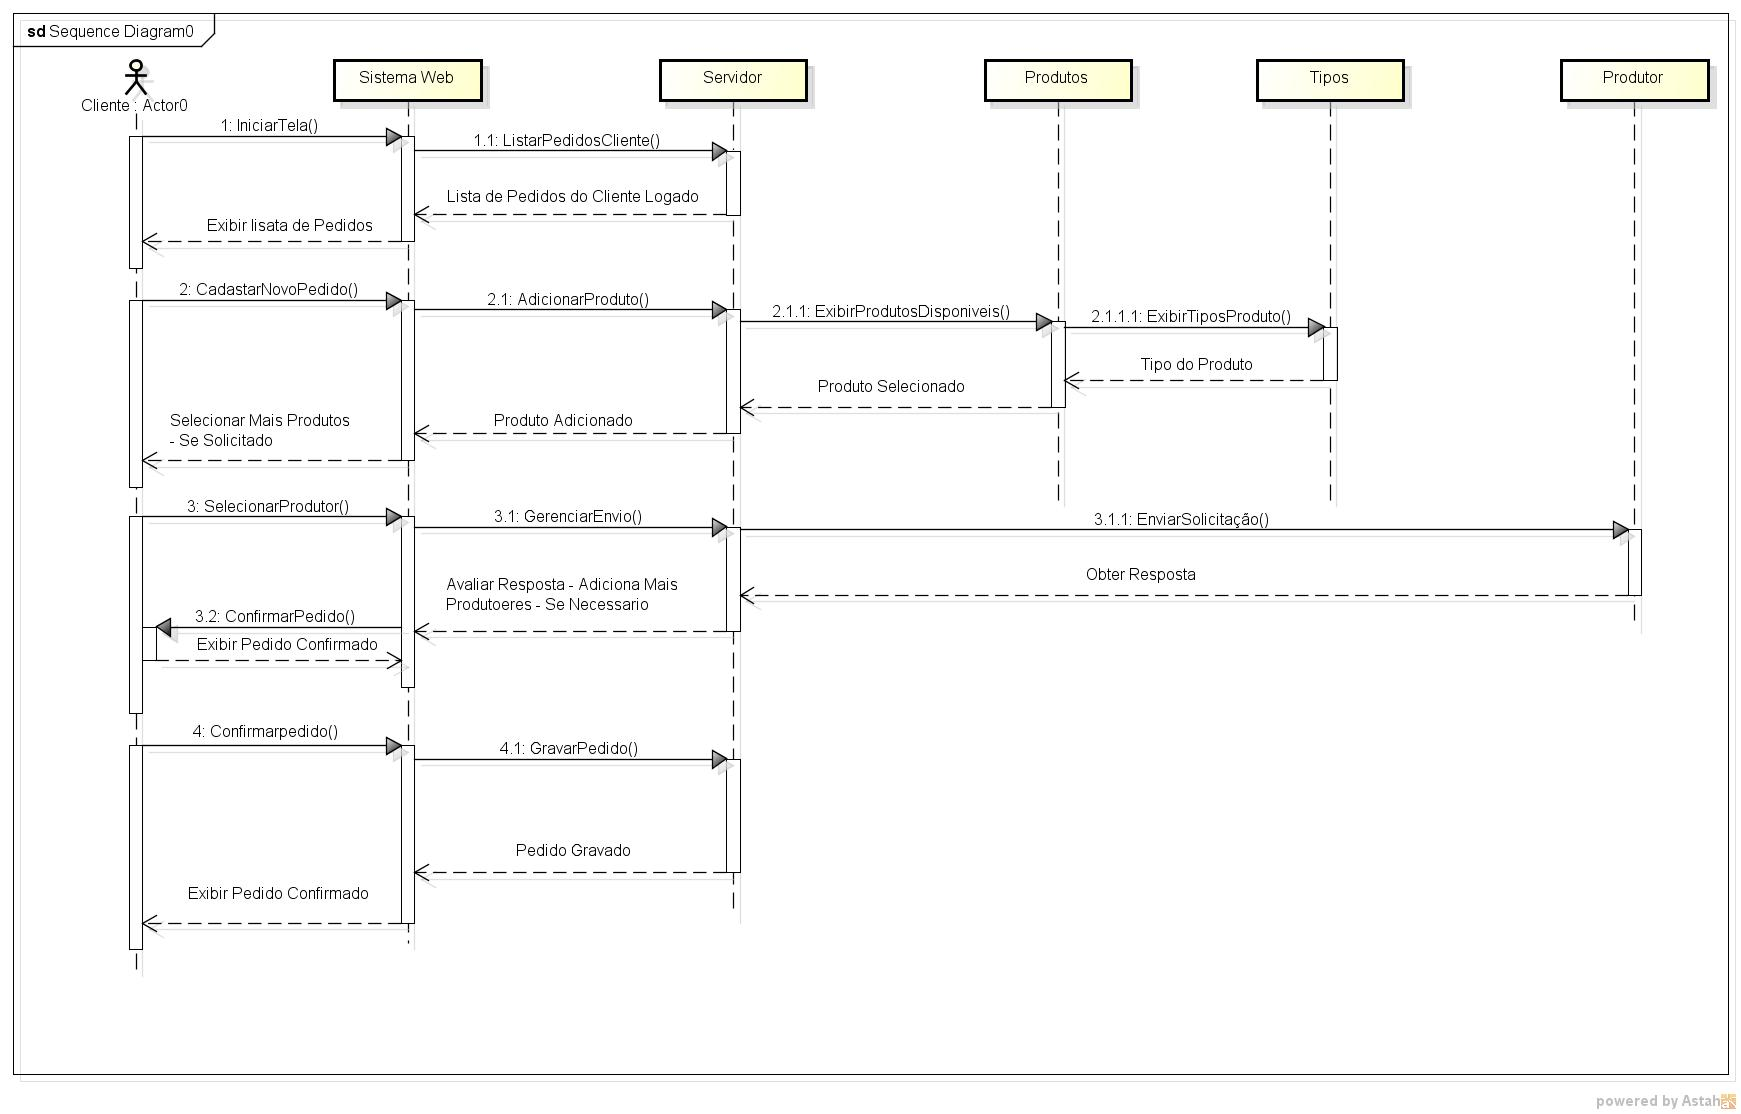 sd Sequence Diagram0
Cliente : Actor0
Sistema Web
Servidor
Produtos
Tipos
Produtor
1: IniciarTela()
1.1: ListarPedidosCliente()
Lista de Pedidos do Cliente Logado
Exibir lisata de Pedidos
2: CadastarNovoPedido()
2.1: AdicionarProduto()
2.1.1: ExibirProdutosDisponiveis()
2.1.1.1: ExibirTiposProduto()
Tipo do Produto
Produto Selecionado
Produto Adicionado
Selecionar Mais Produtos
- Se Solicitado
3: SelecionarProdutor()
3.1: GerenciarEnvio()
3.1.1: EnviarSolicitação()
Obter Resposta
Avaliar Resposta - Adiciona Mais
Produtoeres - Se Necessario
3.2: ConfirmarPedido()
Exibir Pedido Confirmado
4: Confirmarpedido()
4.1: GravarPedido()
Pedido Gravado
Exibir Pedido Confirmado
powered by Astah